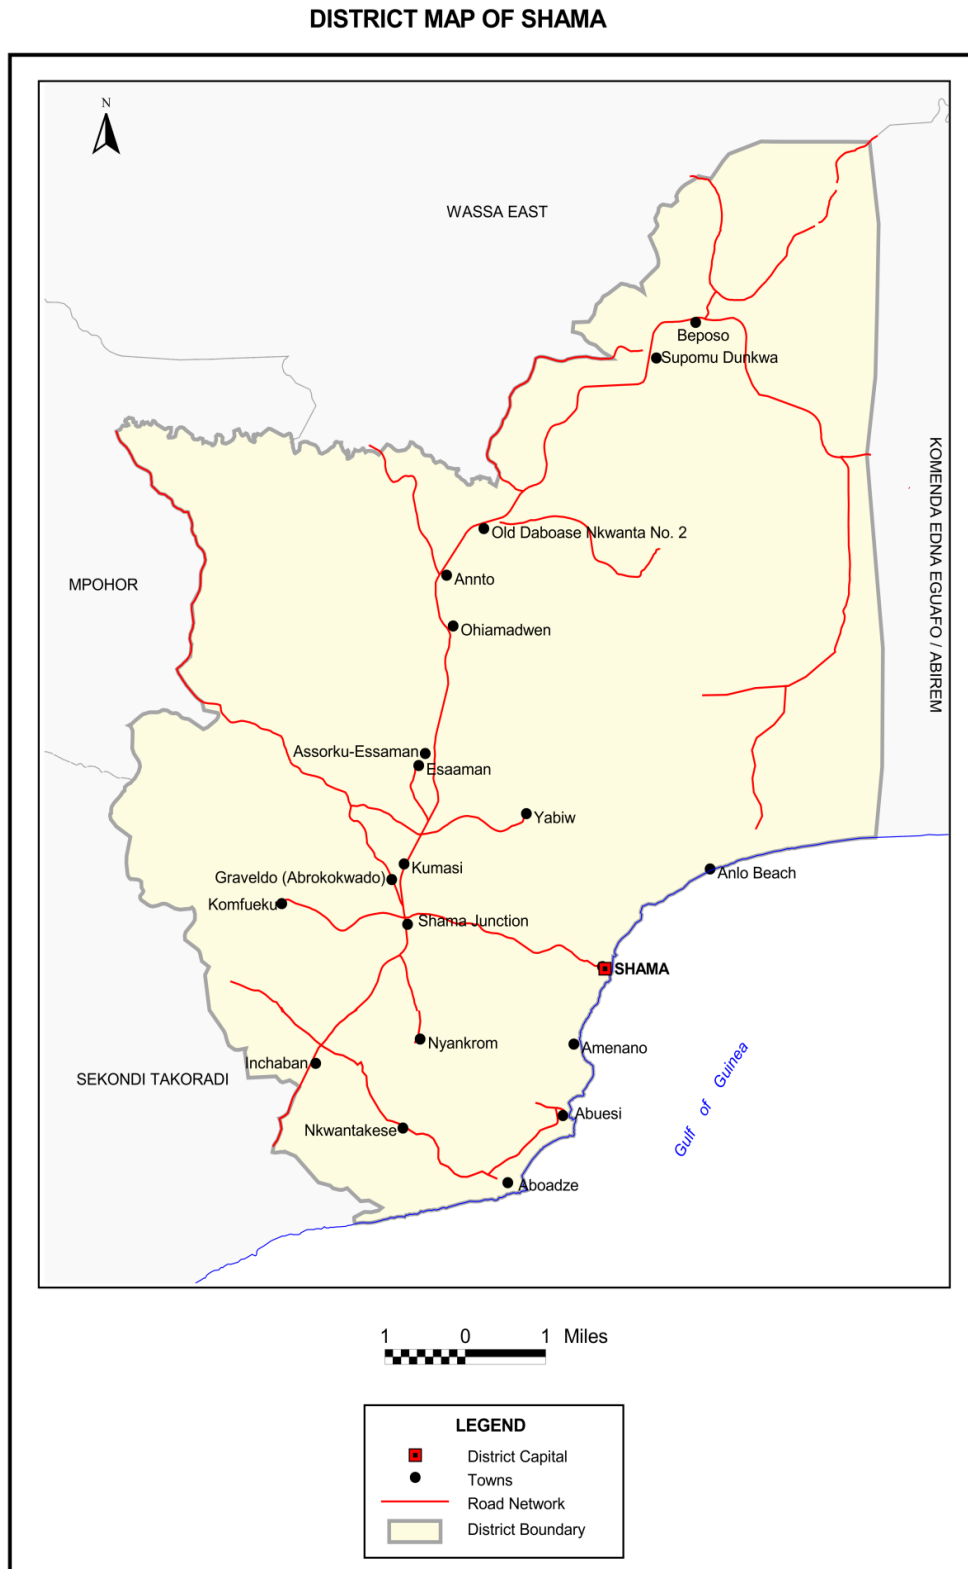 DISTRICT MAP OF SHAMA
N
WASSA EAST
Beposo
Supomu Dunkwa
KOMENDA EDNA EGUAFO / ABIREM
Old Daboase Nkwanta No. 2
Annto
MPOHOR
Ohiamadwen
Assorku-Essaman
Esaaman
Yabiw
Kumasi
Anlo Beach
Graveldo (Abrokokwado)
Komfueku
Shama Junction
SHAMA
Nyankrom
Amenano
Inchaban
SEKONDI TAKORADI
Gulf of Guinea
Abuesi
Nkwantakese
Aboadze
1 0 1 Miles
LEGEND
District Capital
Towns
Road Network
District Boundary